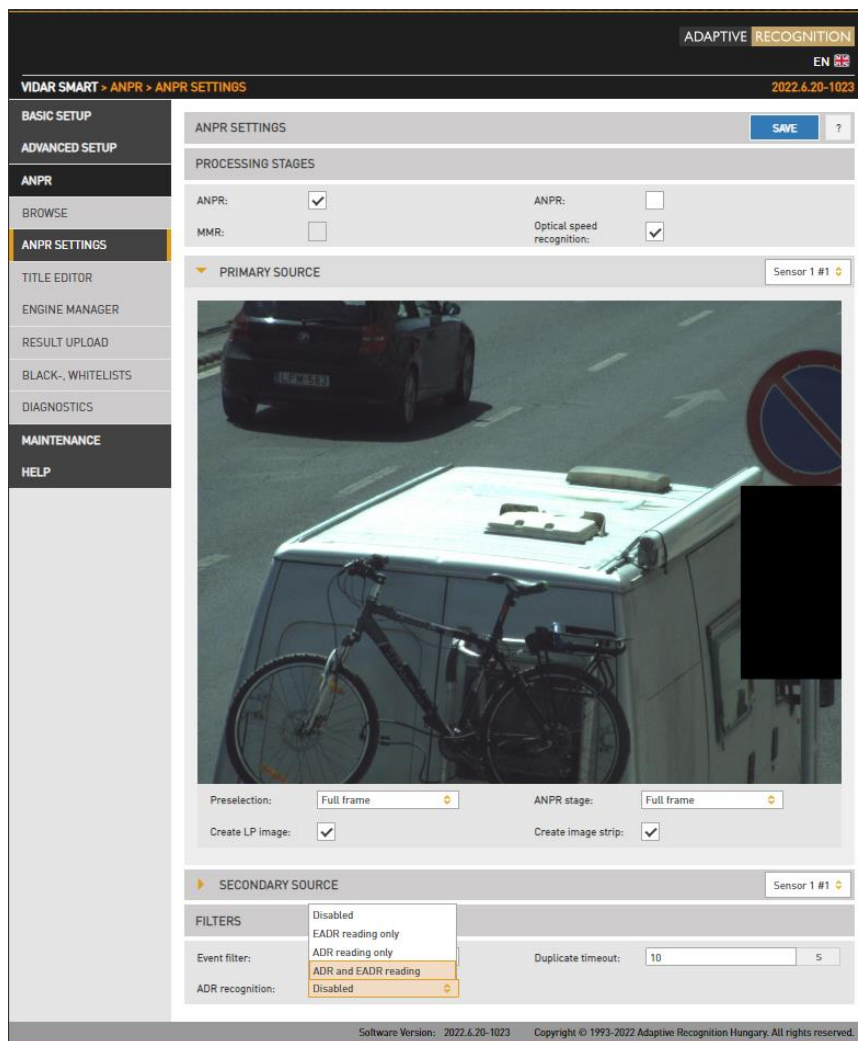 ADAPTIVE RECOGNITION
EN
VIDAR SMART > ANPR > ANPR SETTINGS 2022.6.20-1023
BASIC SETUP
ADVANCED SETUP
ANPR
BROWSE
ANPR SETTINGS
TITLE EDITOR
ENGINE MANAGER
RESULT UPLOAD
BLACK-, WHITELISTS
DIAGNOSTICS
MAINTENANCE
HELP
ANPR SETTINGS SAVE ?
PROCESSING STAGES
ANPR: ANPR:
MMR: Optical speed
recognition:
PRIMARY SOURCE Sensor 1 #1
LFM-583
Preselection: Full frame ANPR stage: Full frame
Create LP image: Create image strip:
SECONDARY SOURCE Sensor 1 #1
FILTERS
Disabled
EADR reading only
ADR reading only
ADR and EADR reading
Event filter: Duplicate timeout: 10 S
ADR recognition: Disabled
Software Version: 2022.6.20-1023 Copyright © 1993-2022 Adaptive Recognition Hungary. All rights reserved.